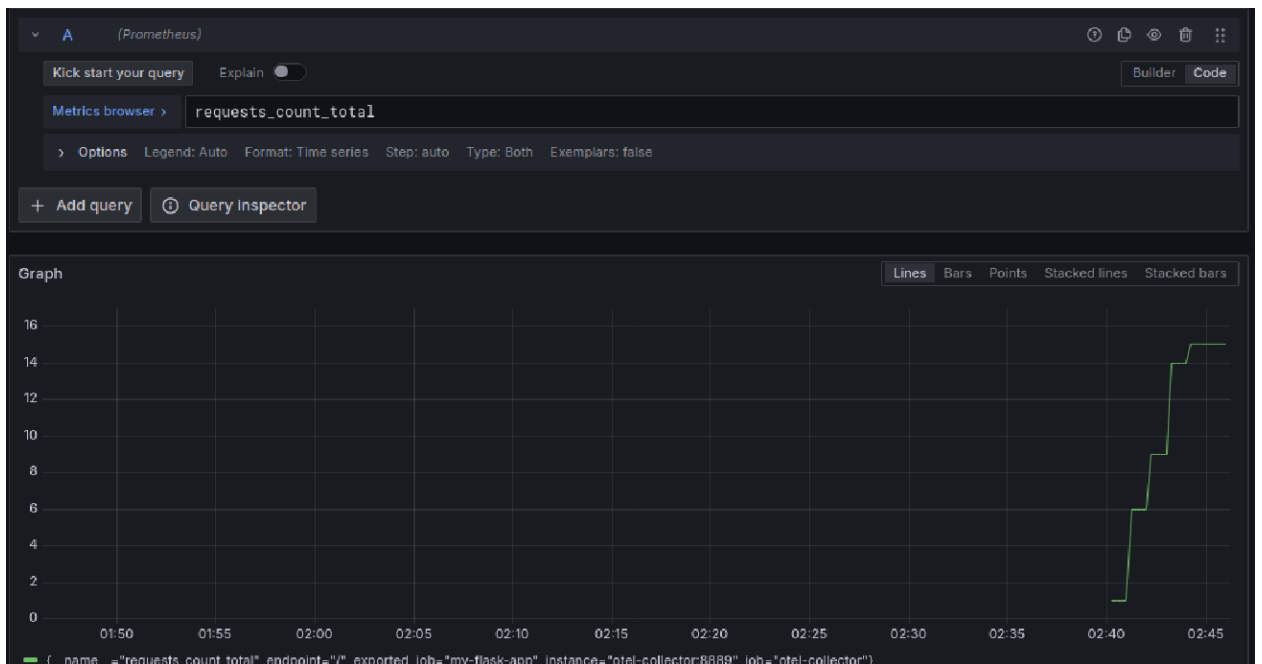 A (Prometheus)
Kick start your query Explain Builder Code
Metrics browser > requests_count_total
> Options Legend: Auto Format: Time series Step: auto Type: Both Exemplars: false
+ Add query Query inspector
Graph Lines Bars Points Stacked lines Stacked bars
16
14
12
10
8
6
4
2
0
01:50 01:55 02:00 02:05 02:10 02:15 02:20 02:25 02:30 02:35 02:40 02:45
{__name__="requests_count_total", endpoint="/", exported_job="my-flask-app", instance="otel-collector:8889", job="otel-collector"}